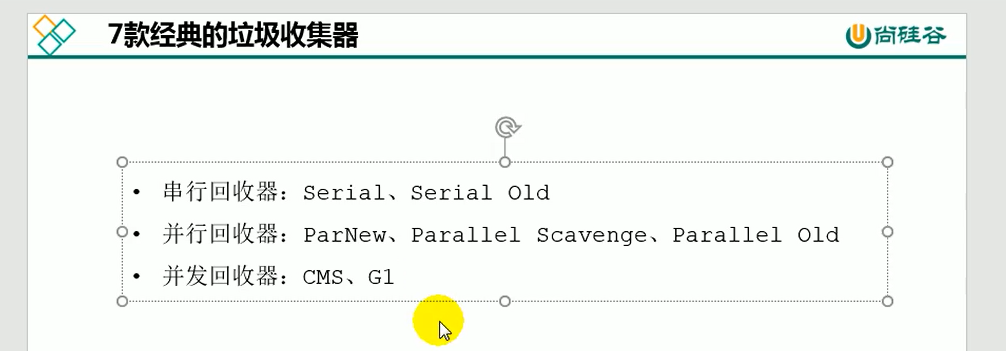 7款经典的垃圾收集器
尚硅谷
• 串行回收器：Serial、Serial Old
• 并行回收器：ParNew、Parallel Scavenge、Parallel Old
• 并发回收器：CMS、G1